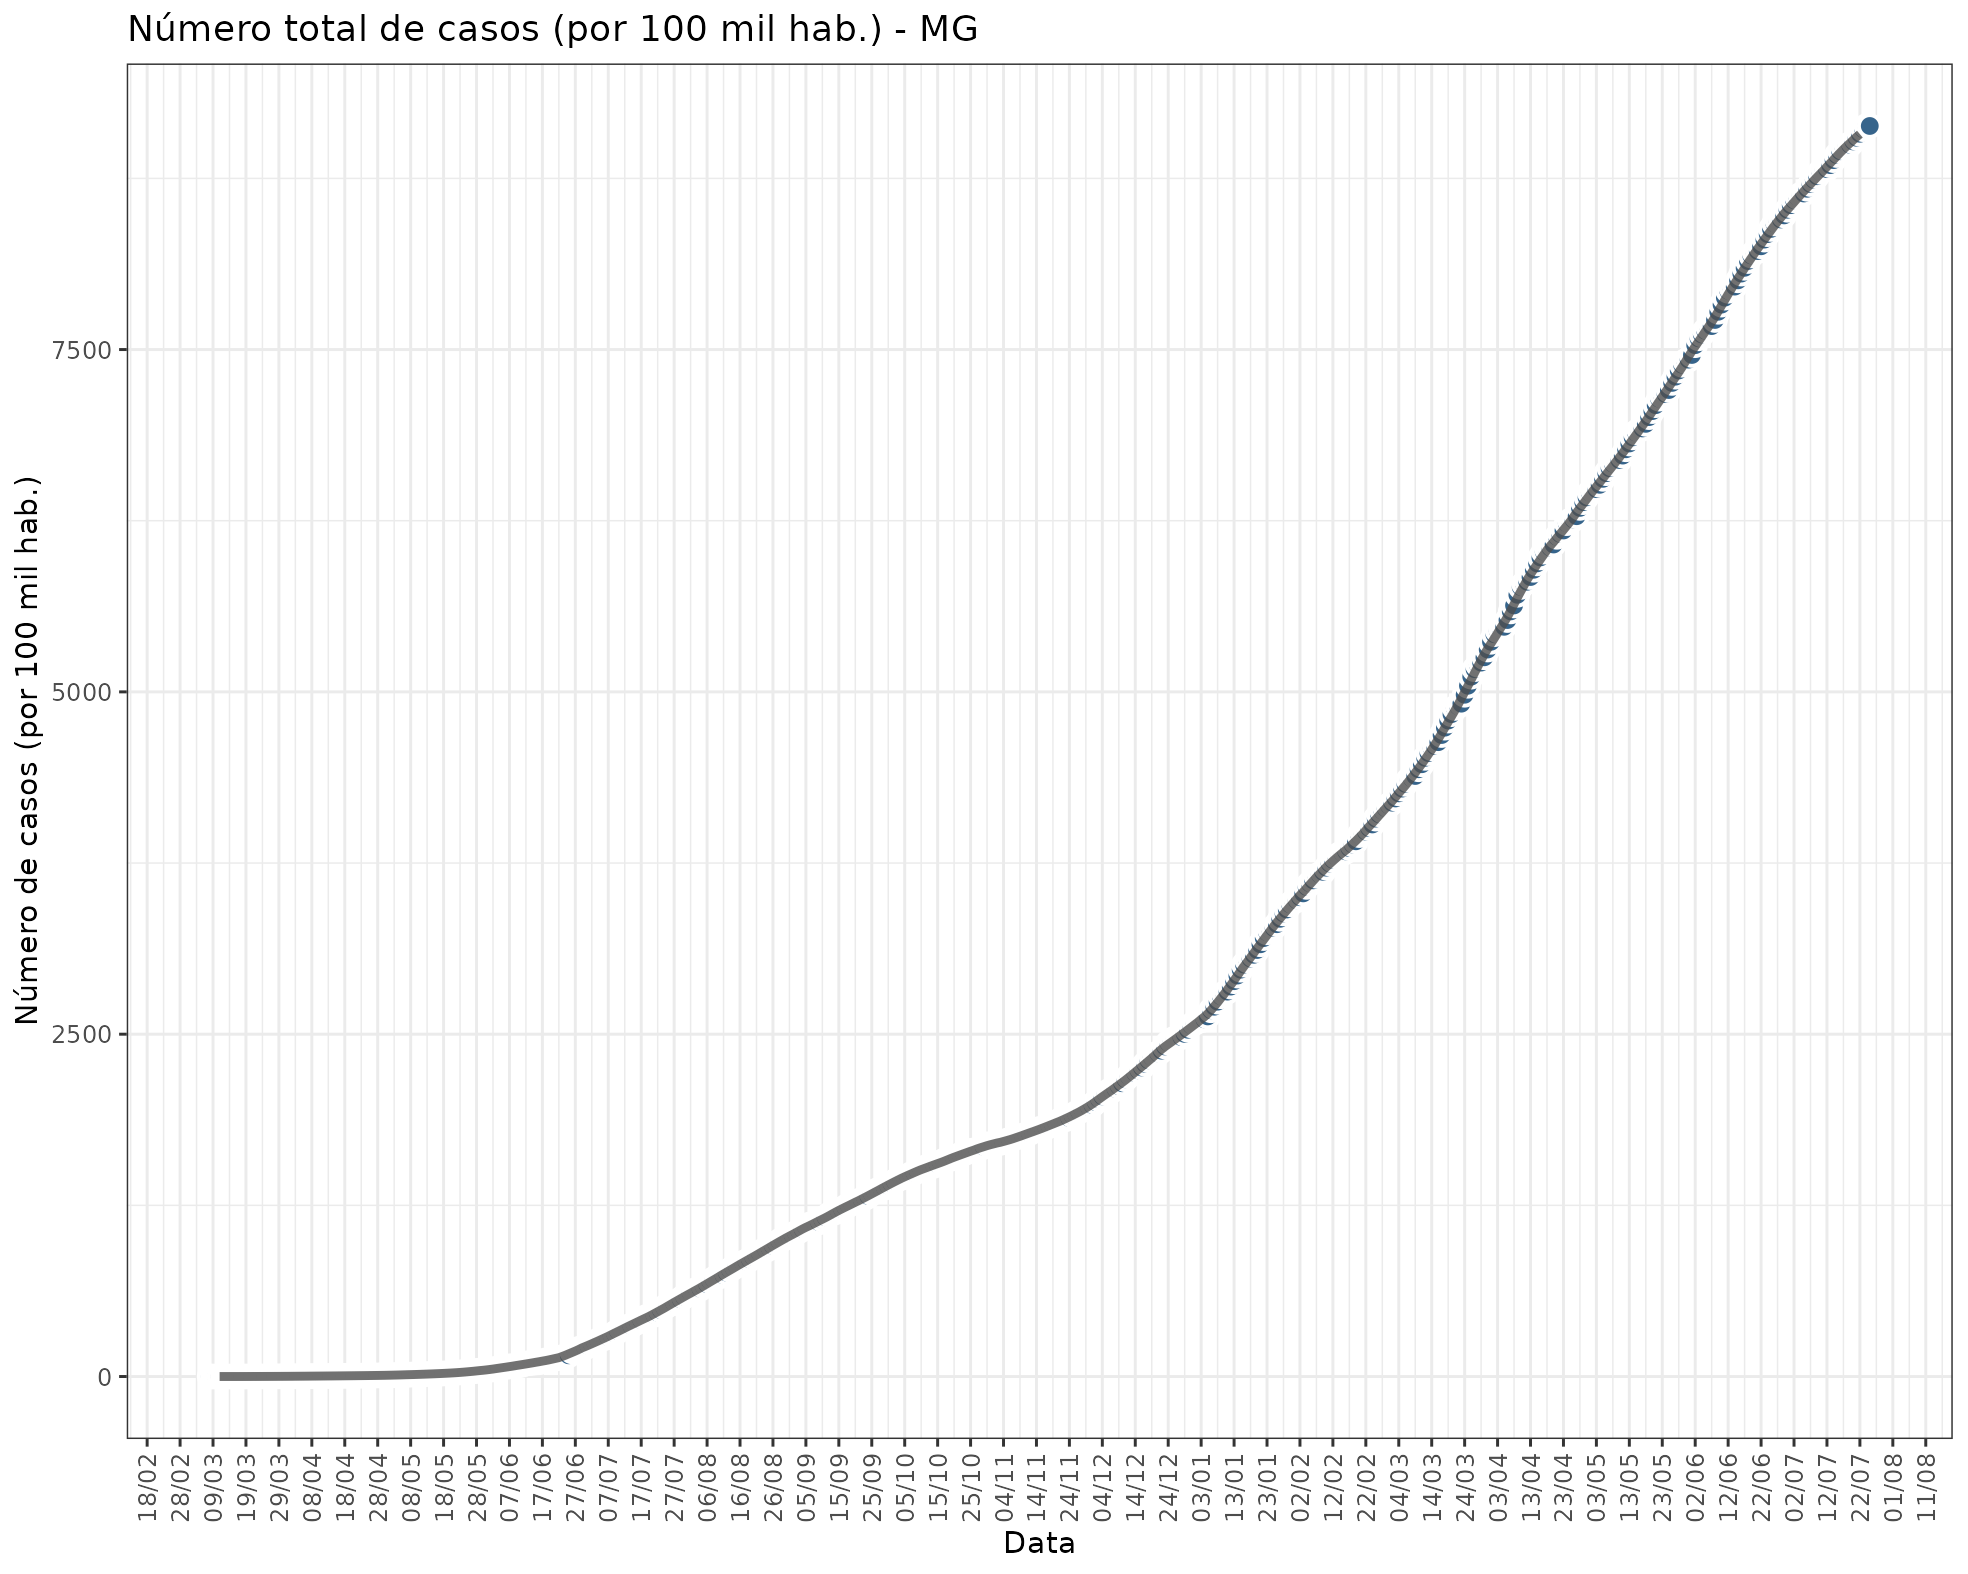 Número total de casos (por 100 mil hab.) - MG
Número de casos (por 100 mil hab.)
7500
5000
2500
0
18/02 28/02 09/03 19/03 29/03 08/04 18/04 28/04 08/05 18/05 28/05 07/06 17/06 27/06 07/07 17/07 27/07 06/08 16/08 26/08 05/09 15/09 25/09 05/10 15/10 25/10 04/11 14/11 24/11 04/12 14/12 24/12 03/01 13/01 23/01 02/02 12/02 22/02 04/03 14/03 24/03 03/04 13/04 23/04 03/05 13/05 23/05 02/06 12/06 22/06 02/07 12/07 22/07 01/08 11/08
Data